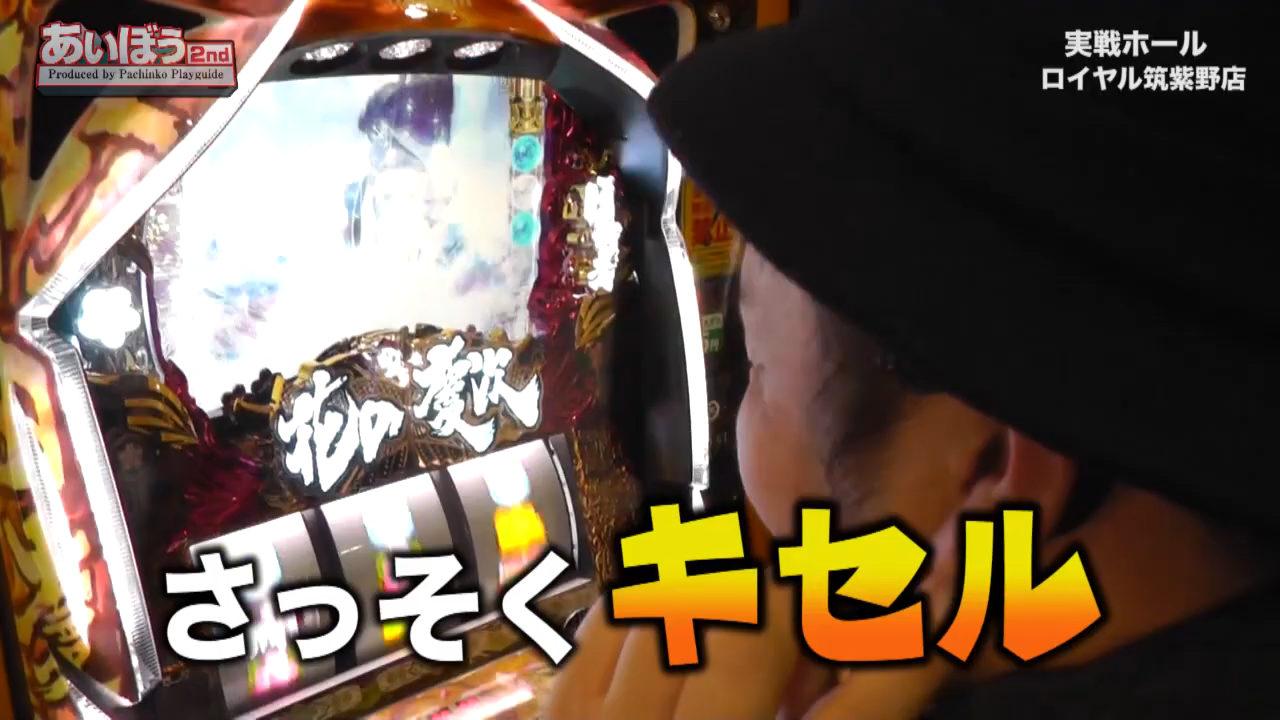 あいぼう2nd
Produced by Pachinko Playguide
実戦ホール
ロイヤル筑紫野店
花の慶次
さっそくキセル